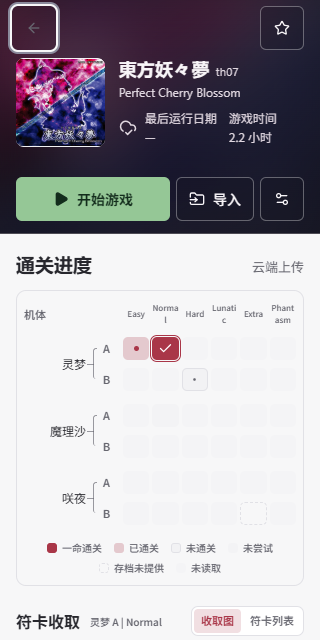 東方妖々夢 th07
Perfect Cherry Blossom
最后运行日期 游戏时间
— 2.2 小时
开始游戏 导入
通关进度 云端上传
机体 Easy Normal Hard Lunatic Extra Phantasm
灵梦 A
B
魔理沙 A
B
咲夜 A
B
一命通关 已通关 未通关 未尝试
存档未提供 未读取
符卡收取 灵梦 A | Normal 收取图 符卡列表